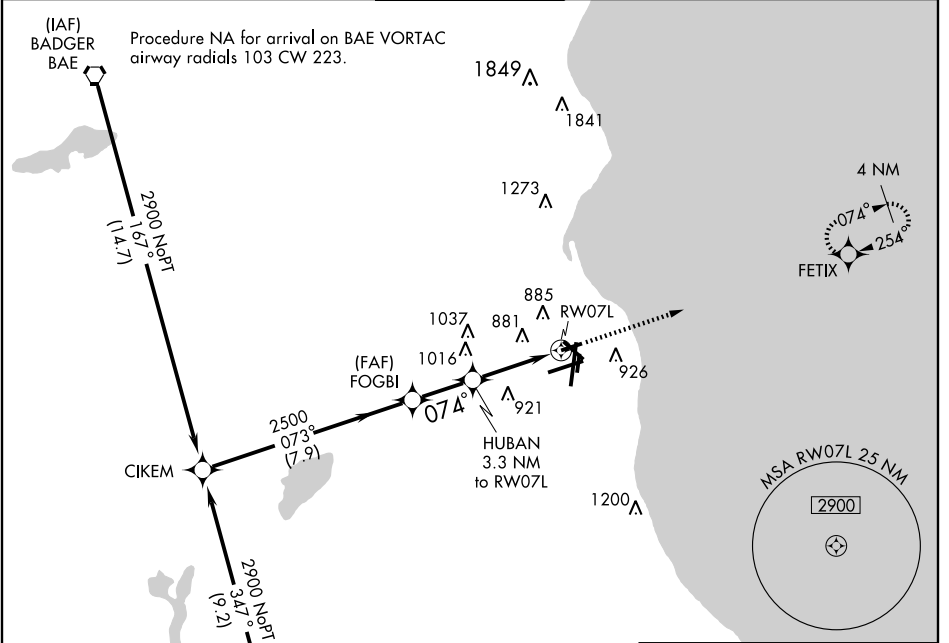 (IAF)
BADGER
BAE
Procedure NA for arrival on BAE VORTAC
airway radials 103 CW 223.
1849
1841
4 NM
1273
074°
254°
FETIX
2900 NoPT
167°
(14.7)
885
RW07L
1037
881
1016
(FAF)
FOGBI
926
074°
921
2500
073°
(7.9)
HUBAN
3.3 NM
to RW07L
CIKEM
MSA RW07L 25 NM
2900
1200
2900 NoPT
347°
(9.2)